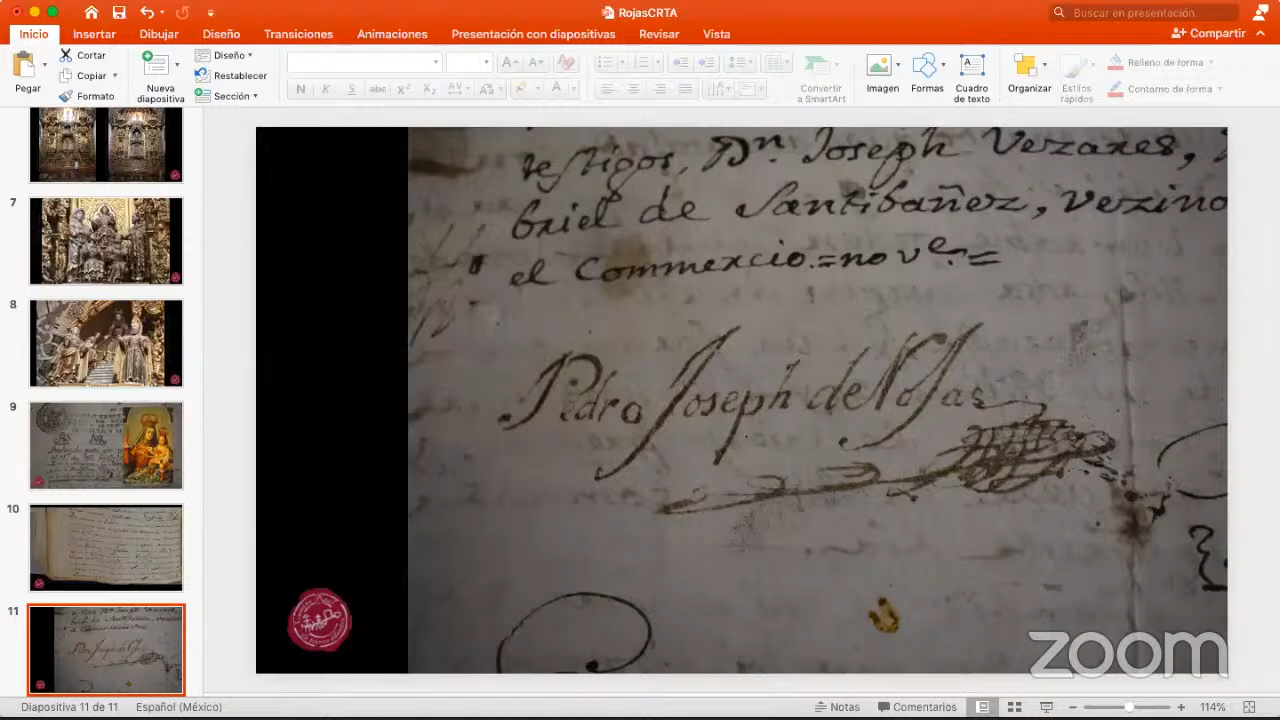 RojasCRTA
Buscar en presentación
Inicio
Insertar
Dibujar
Diseño
Transiciones
Animaciones
Presentación con diapositivas
Revisar
Vista
Compartir
Pegar
Cortar
Copiar
Formato
Nueva
diapositiva
Diseño
Restablecer
Sección
Convertir
a SmartArt
Imagen
Formas
Cuadro
de texto
Organizar
Estilos
rápidos
Relleno de forma
Contorno de forma
7
8
9
10
11
testigos, Dn. Joseph Vezares,
briel de Santibañez, vezino
el Commercio.=nove.=
Pedro Joseph de Rojas
zoom
Diapositiva 11 de 11
Español (México)
Notas
Comentarios
114%